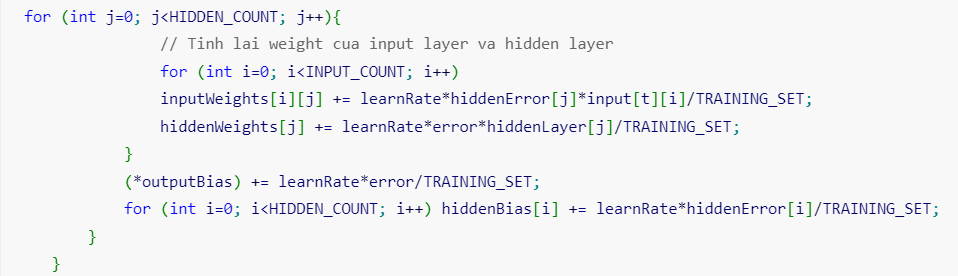 for (int j=0; j<HIDDEN_COUNT; j++){
// Tinh lai weight cua input layer va hidden layer
for (int i=0; i<INPUT_COUNT; i++)
inputWeights[i][j] += learnRate*hiddenError[j]*input[t][i]/TRAINING_SET;
hiddenWeights[j] += learnRate*error*hiddenLayer[j]/TRAINING_SET;
}
(*outputBias) += learnRate*error/TRAINING_SET;
for (int i=0; i<HIDDEN_COUNT; i++) hiddenBias[i] += learnRate*hiddenError[i]/TRAINING_SET;
}
}